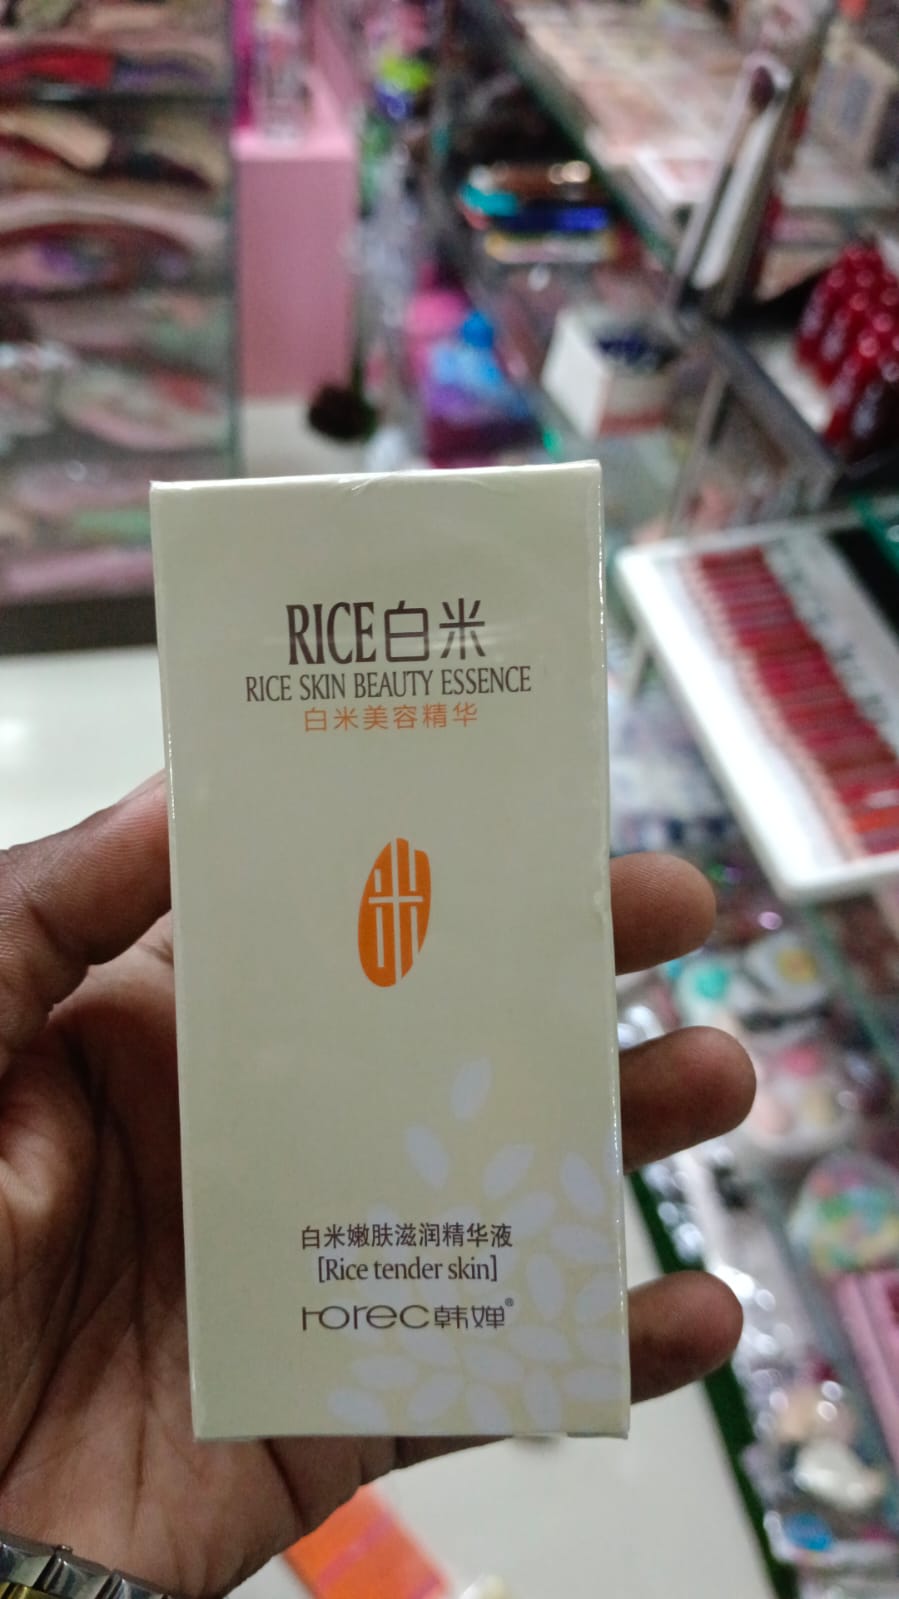 RICE白米
RICE SKIN BEAUTY ESSENCE
白米美容精华
白米嫩肤滋润精华液
[Rice tender skin]
rorec韩婵®